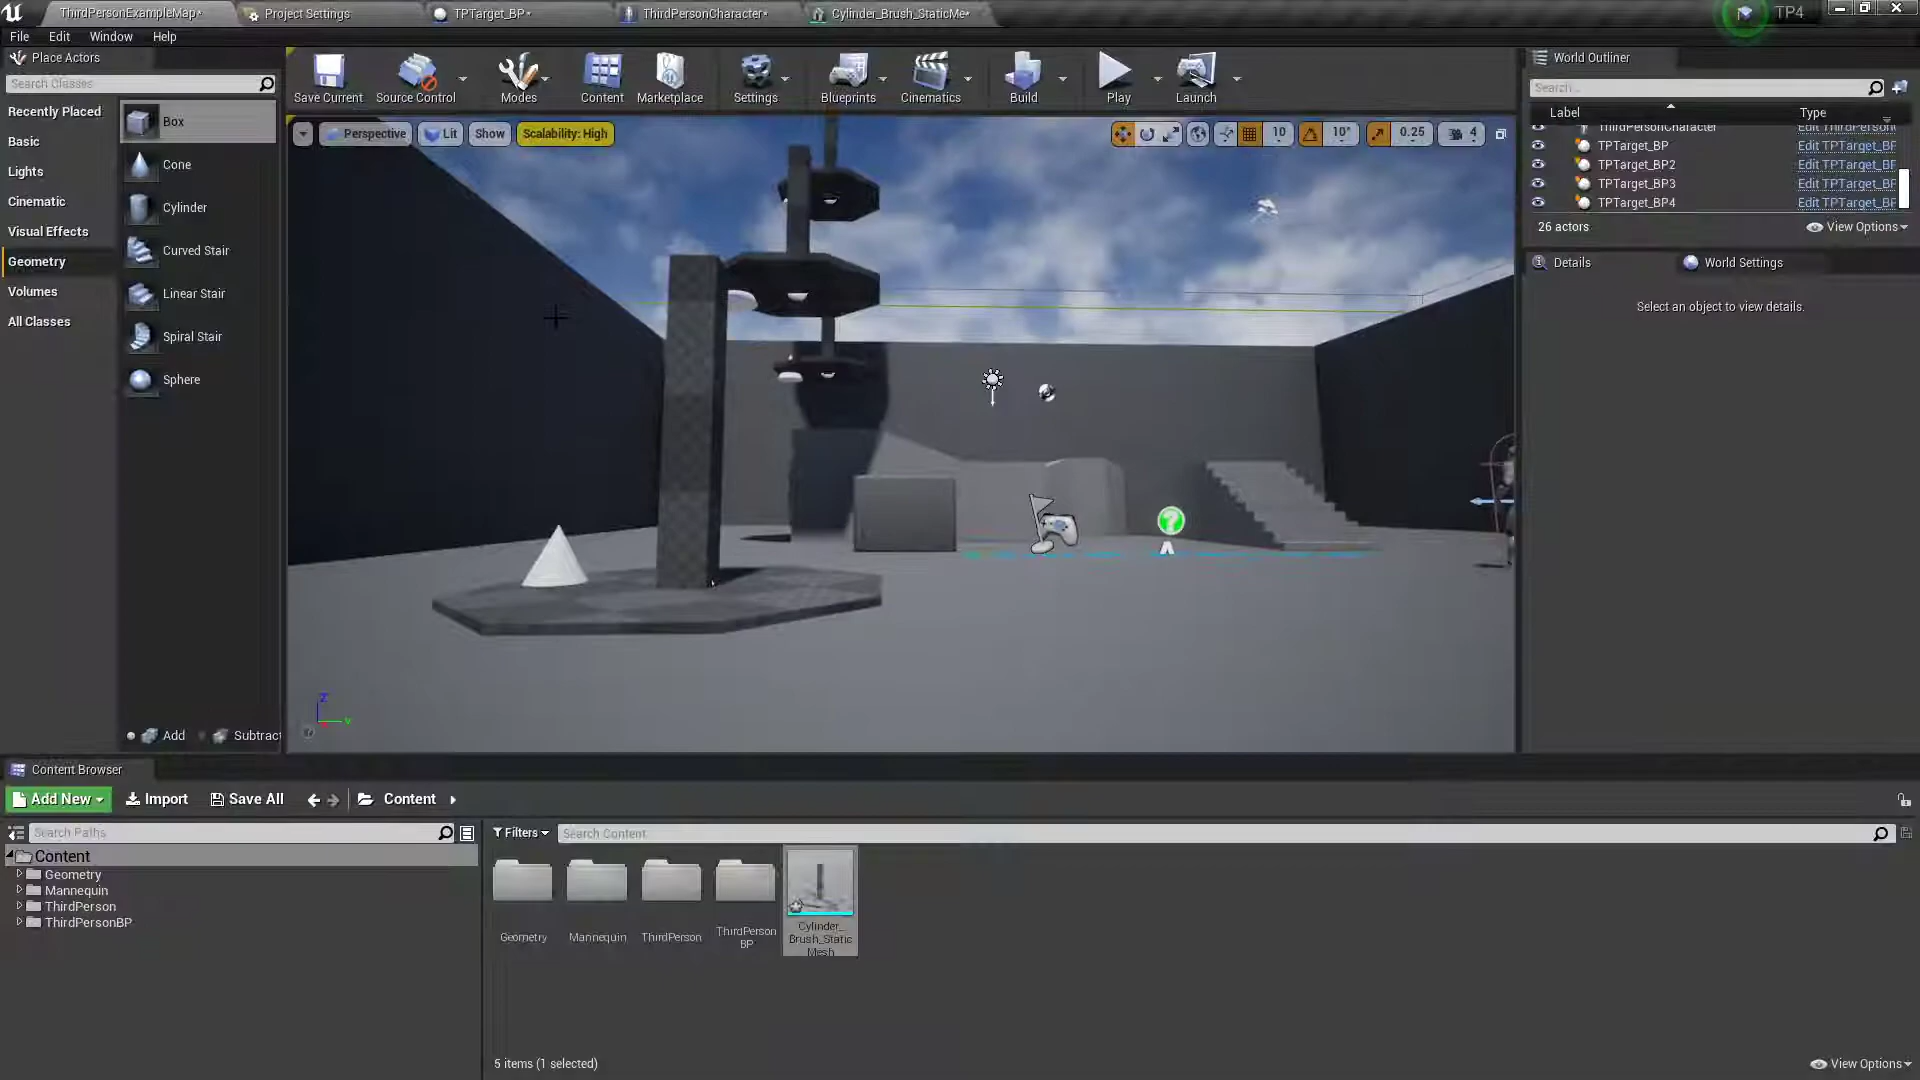 ThirdPersonExampleMap*
Project Settings
TPTarget_BP*
ThirdPersonCharacter*
Cylinder_Brush_StaticMe*
TP4
File
Edit
Window
Help
Place Actors
Search Classes
Recently Placed
Basic
Lights
Cinematic
Visual Effects
Geometry
Volumes
All Classes
Box
Cone
Cylinder
Curved Stair
Linear Stair
Spiral Stair
Sphere
Add
Subtract
Save Current
Source Control
Modes
Content
Marketplace
Settings
Blueprints
Cinematics
Build
Play
Launch
Perspective
Lit
Show
Scalability: High
10
10°
0.25
4
Z
Y
World Outliner
Search...
Label
Type
ThirdPersonCharacter
Edit ThirdPerson
TPTarget_BP
Edit TPTarget_BP
TPTarget_BP2
Edit TPTarget_BP
TPTarget_BP3
Edit TPTarget_BP
TPTarget_BP4
Edit TPTarget_BP
26 actors
View Options
Details
World Settings
Select an object to view details.
Content Browser
Add New
Import
Save All
Content
Search Paths
Content
Geometry
Mannequin
ThirdPerson
ThirdPersonBP
Filters
Search Content
Geometry
Mannequin
ThirdPerson
ThirdPerson
BP
Cylinder_
Brush_Static
Mesh
5 items (1 selected)
View Options